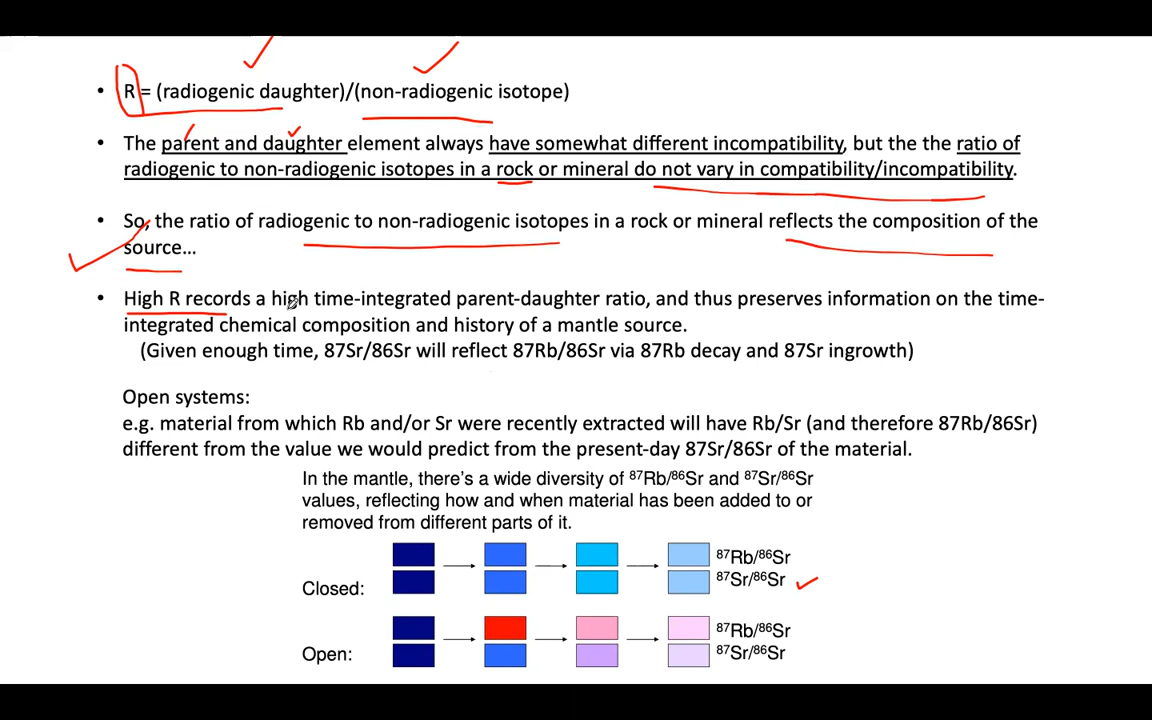 • R = (radiogenic daughter)/(non-radiogenic isotope)
• The parent and daughter element always have somewhat different incompatibility, but the the ratio of
radiogenic to non-radiogenic isotopes in a rock or mineral do not vary in compatibility/incompatibility.
• So, the ratio of radiogenic to non-radiogenic isotopes in a rock or mineral reflects the composition of the
source...
• High R records a high time-integrated parent-daughter ratio, and thus preserves information on the time-
integrated chemical composition and history of a mantle source.
(Given enough time, 87Sr/86Sr will reflect 87Rb/86Sr via 87Rb decay and 87Sr ingrowth)
Open systems:
e.g. material from which Rb and/or Sr were recently extracted will have Rb/Sr (and therefore 87Rb/86Sr)
different from the value we would predict from the present-day 87Sr/86Sr of the material.
In the mantle, there's a wide diversity of ⁸⁷Rb/⁸⁶Sr and ⁸⁷Sr/⁸⁶Sr
values, reflecting how and when material has been added to or
removed from different parts of it.
⁸⁷Rb/⁸⁶Sr
Closed: ⁸⁷Sr/⁸⁶Sr
⁸⁷Rb/⁸⁶Sr
Open: ⁸⁷Sr/⁸⁶Sr